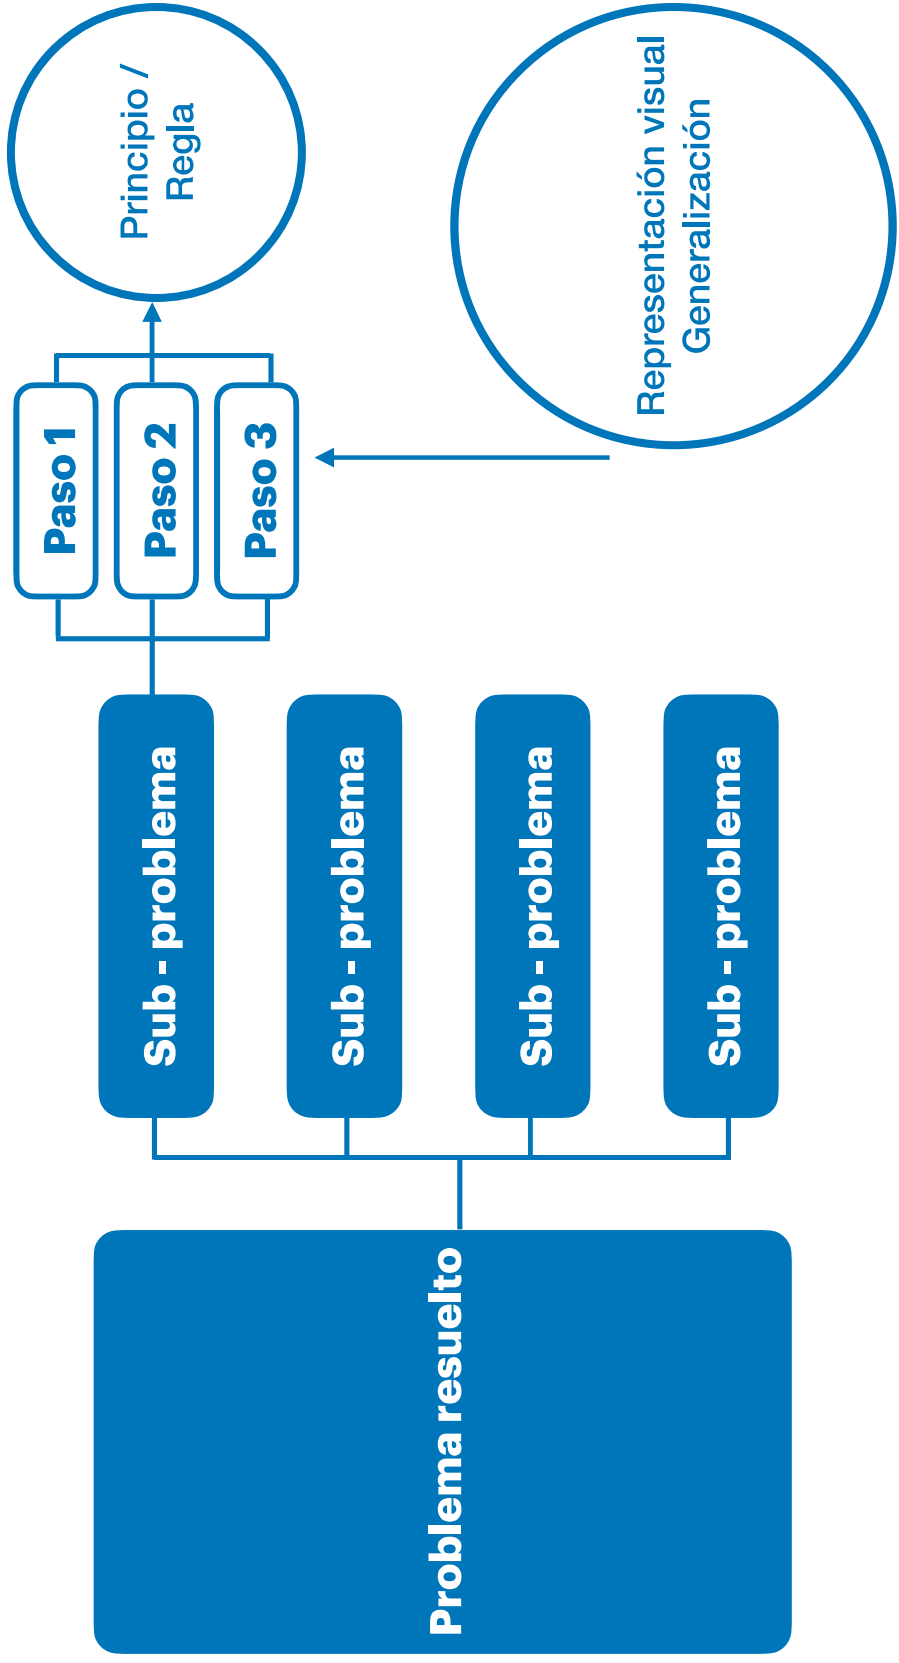 Problema resuelto
Sub - problema
Sub - problema
Sub - problema
Sub - problema
Paso 1
Paso 2
Paso 3
Principio /
Regla
Representación visual
Generalización